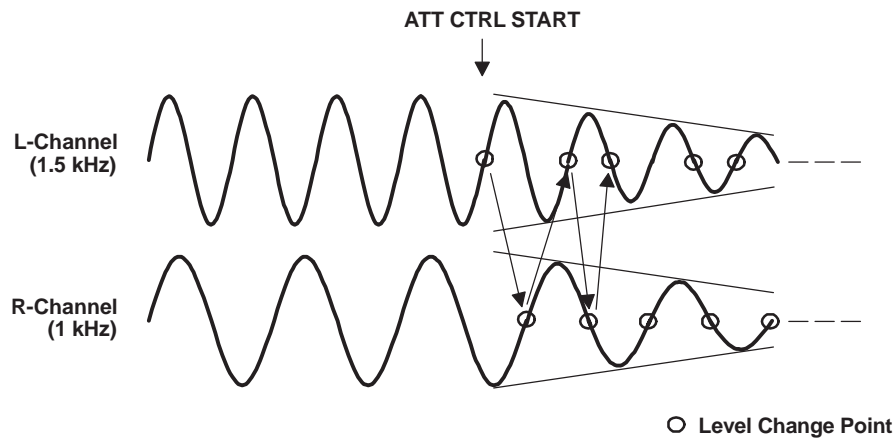 ATT CTRL START
L-Channel
(1.5 kHz)
R-Channel
(1 kHz)
Level Change Point